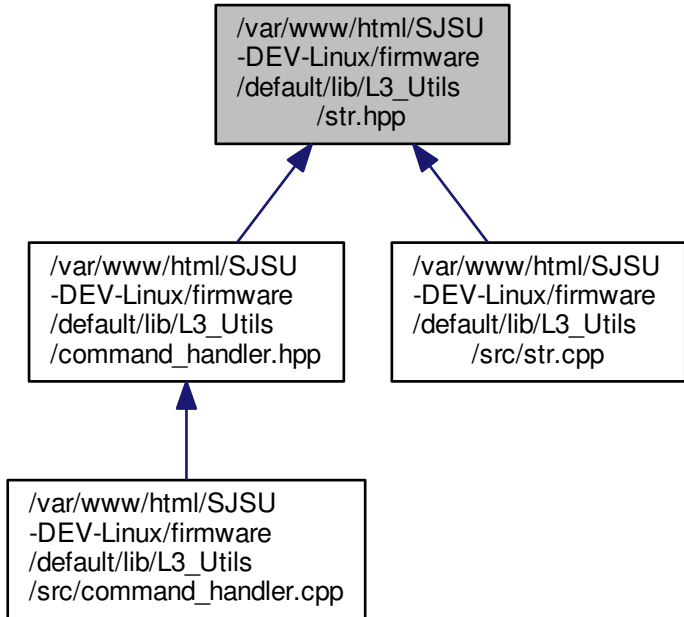 /var/www/html/SJSU
-DEV-Linux/firmware
/default/lib/L3_Utils
/str.hpp
/var/www/html/SJSU
-DEV-Linux/firmware
/default/lib/L3_Utils
/command_handler.hpp
/var/www/html/SJSU
-DEV-Linux/firmware
/default/lib/L3_Utils
/src/str.cpp
/var/www/html/SJSU
-DEV-Linux/firmware
/default/lib/L3_Utils
/src/command_handler.cpp